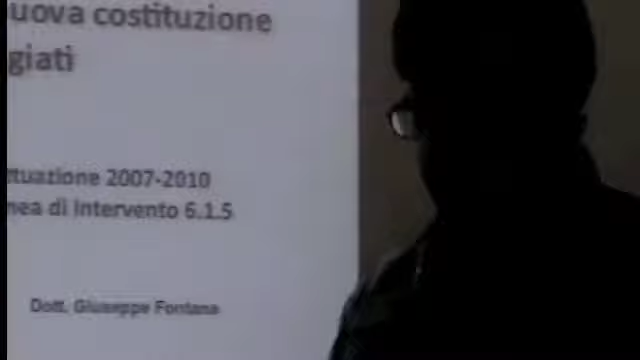 uova costituzione
giati
ttuazione 2007-2010
nea di Intervento 6.1.5
Dott. Giuseppe Fontana